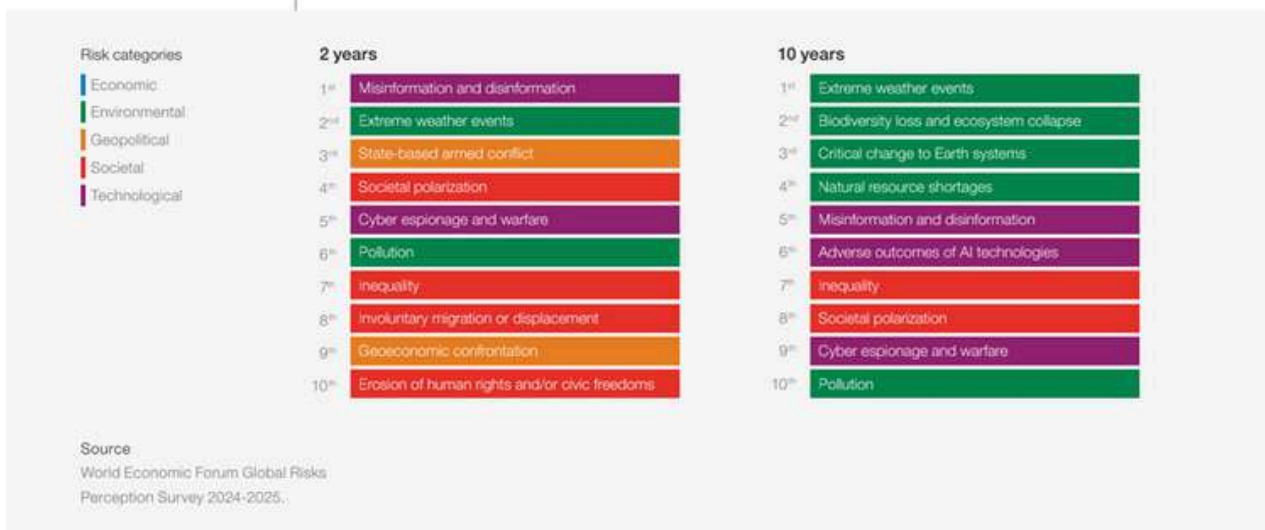 Risk categories
Economic
Environmental
Geopolitical
Societal
Technological
2 years
1st Misinformation and disinformation
2nd Extreme weather events
3rd State-based armed conflict
4th Societal polarization
5th Cyber espionage and warfare
6th Pollution
7th Inequality
8th Involuntary migration or displacement
9th Geoeconomic confrontation
10th Erosion of human rights and/or civic freedoms
10 years
1st Extreme weather events
2nd Biodiversity loss and ecosystem collapse
3rd Critical change to Earth systems
4th Natural resource shortages
5th Misinformation and disinformation
6th Adverse outcomes of AI technologies
7th Inequality
8th Societal polarization
9th Cyber espionage and warfare
10th Pollution
Source
World Economic Forum Global Risks
Perception Survey 2024-2025.